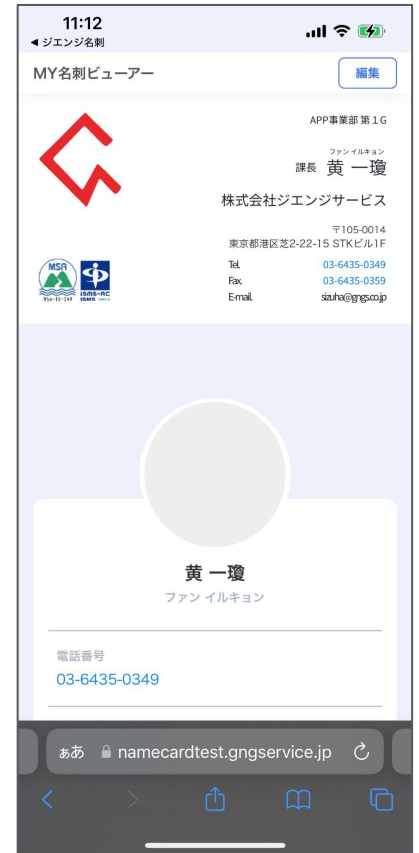 11:12
◀ ジエンジ名刺
MY名刺ビューアー
編集
APP事業部 第１G
ファン イルキョン
課長 黄 一瓊
株式会社ジエンジサービス
〒105-0014
東京都港区芝2-22-15 STKビル1F
Tel. 03-6435-0349
Fax. 03-6435-0359
E-mail. sizuha@gngs.co.jp
MSA
MSA-IS-249
ISMS-AC
ISMS
黄 一瓊
ファン イルキョン
電話番号
03-6435-0349
ぁあ namecardtest.gngservice.jp